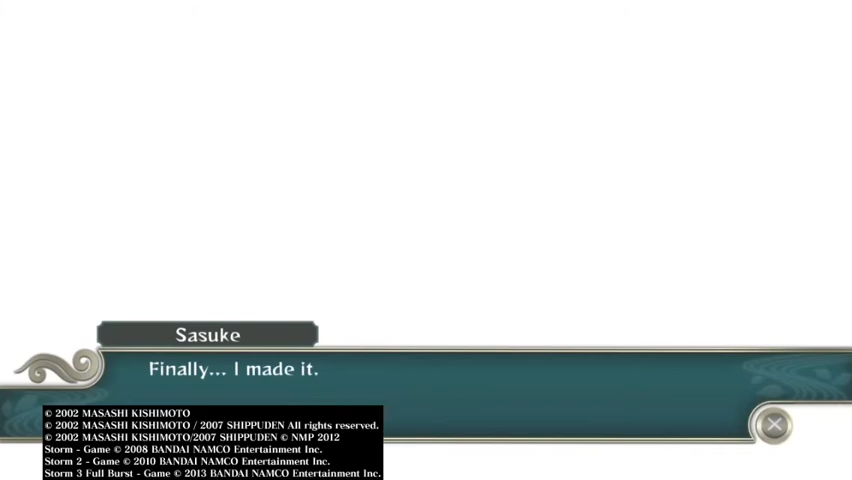 Sasuke
Finally... I made it.
© 2002 MASASHI KISHIMOTO
© 2002 MASASHI KISHIMOTO / 2007 SHIPPUDEN All rights reserved.
© 2002 MASASHI KISHIMOTO/2007 SHIPPUDEN © NMP 2012
Storm - Game © 2008 BANDAI NAMCO Entertainment Inc.
Storm 2 - Game © 2010 BANDAI NAMCO Entertainment Inc.
Storm 3 Full Burst - Game © 2013 BANDAI NAMCO Entertainment Inc.